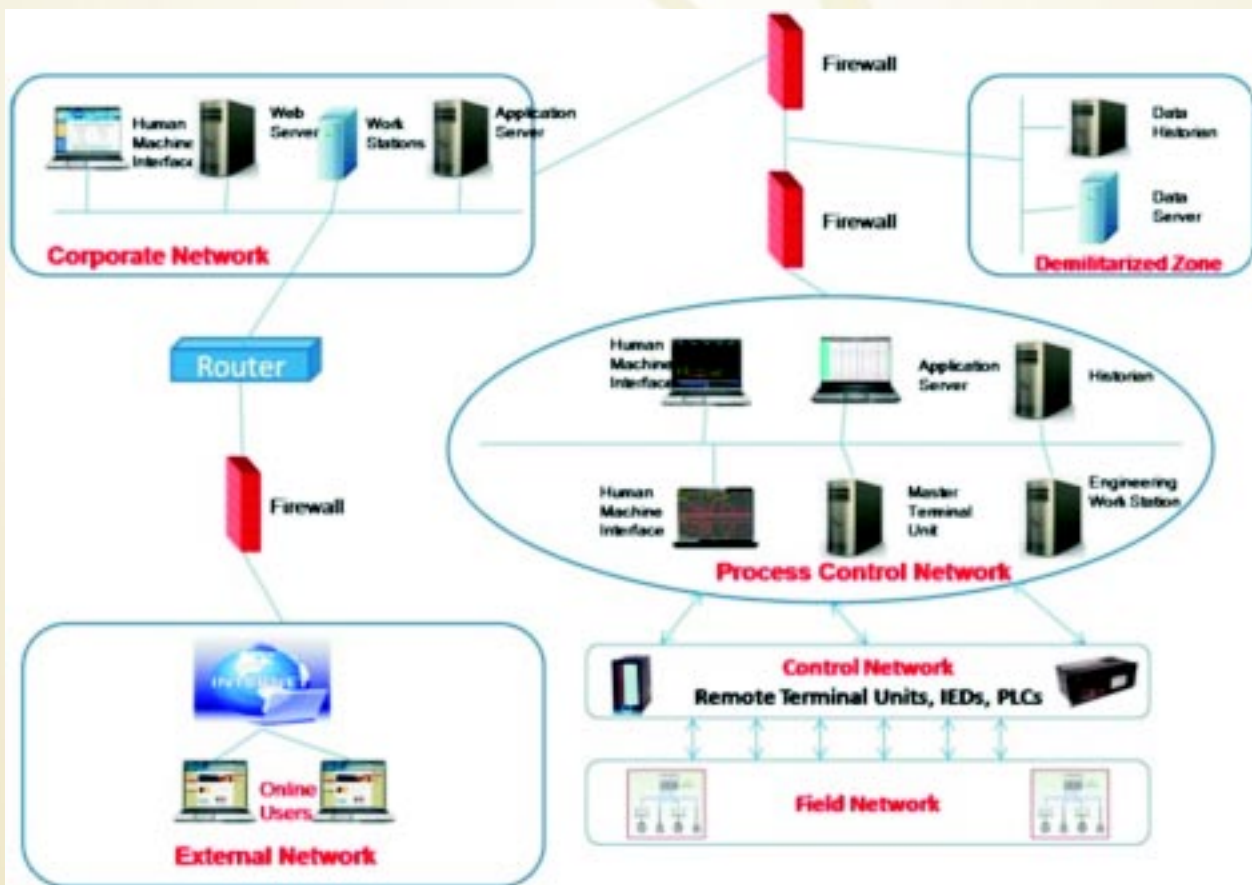 Firewall
Human
Machine
Interface
Web
Server
Work
Stations
Application
Server
Data
Historian
Firewall
Data
Server
Corporate Network
Demilitarized Zone
Router
Human
Machine
Interface
Application
Server
Historian
Firewall
Human
Machine
Interface
Master
Terminal
Unit
Engineering
Work Station
Process Control Network
INTERNET
Control Network
Remote Terminal Units, IEDs, PLCs
Online
Users
Field Network
External Network